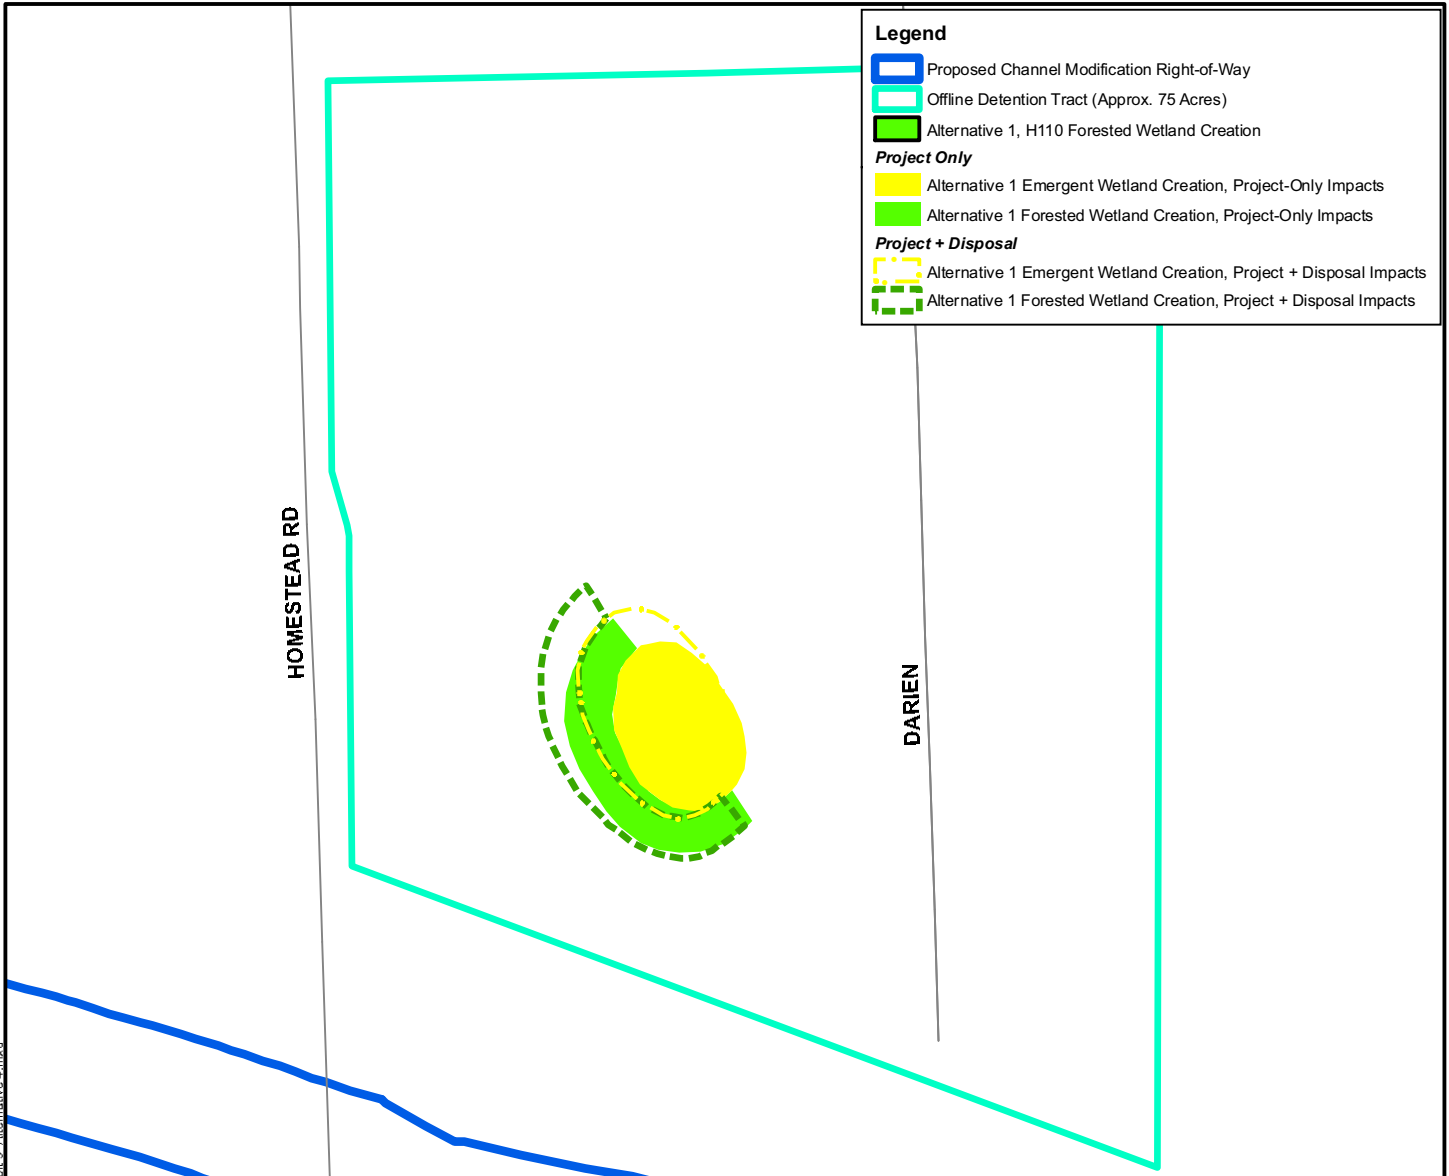 Legend
Proposed Channel Modification Right-of-Way
Offline Detention Tract (Approx. 75 Acres)
Alternative 1, H110 Forested Wetland Creation
Project Only
Alternative 1 Emergent Wetland Creation, Project-Only Impacts
Alternative 1 Forested Wetland Creation, Project-Only Impacts
Project + Disposal
Alternative 1 Emergent Wetland Creation, Project + Disposal Impacts
Alternative 1 Forested Wetland Creation, Project + Disposal Impacts
HOMESTEAD RD
DARIEN